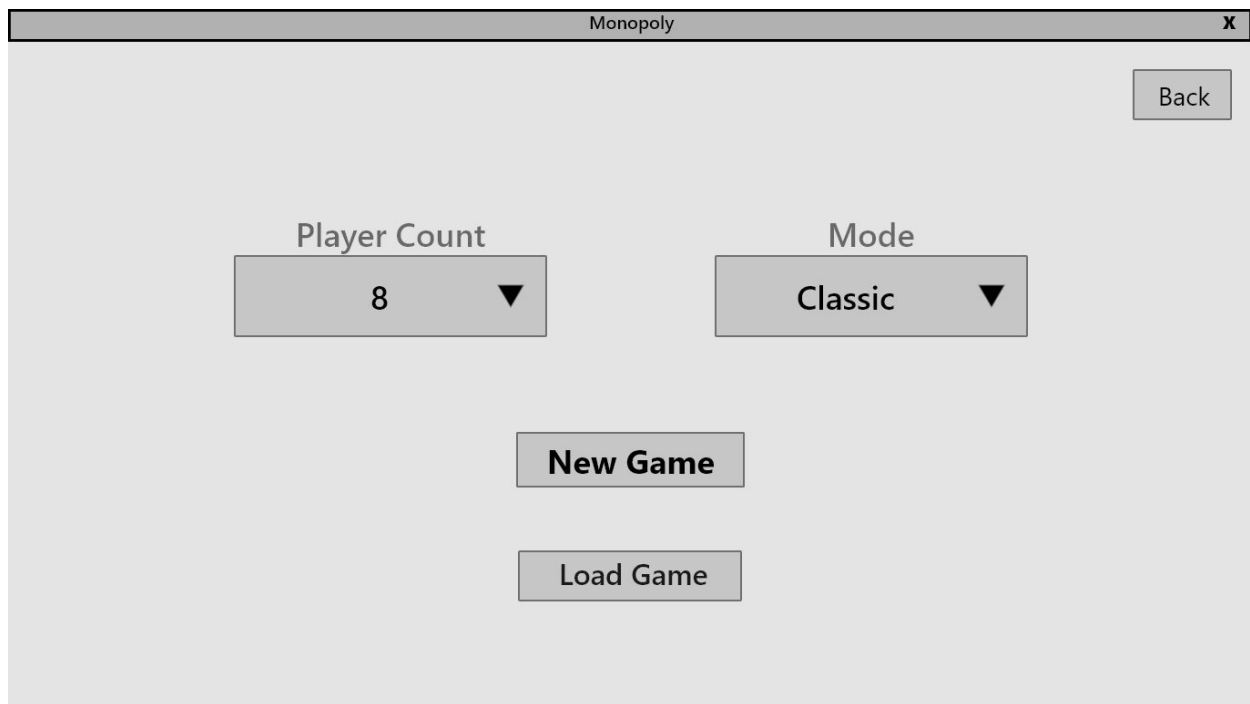 Monopoly X
Back
Player Count Mode
8 Classic
New Game
Load Game